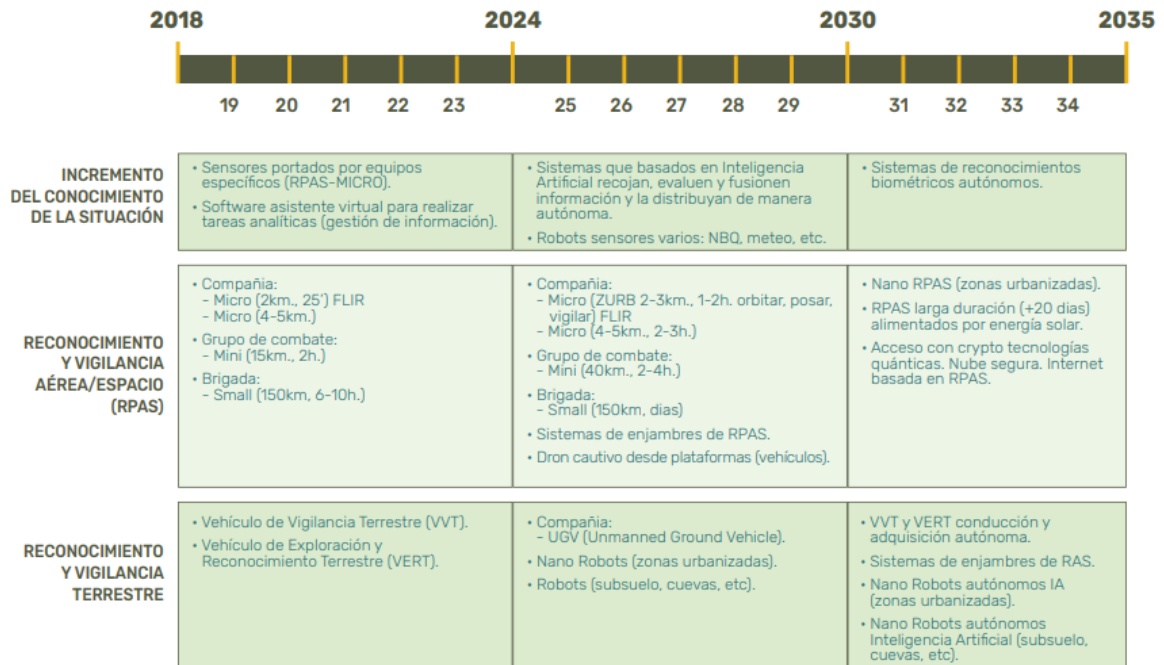 2018 2024 2030 2035
19 20 21 22 23 25 26 27 28 29 31 32 33 34
INCREMENTO
DEL CONOCIMIENTO
DE LA SITUACIÓN
• Sensores portados por equipos
específicos (RPAS-MICRO).
• Software asistente virtual para realizar
tareas analíticas (gestión de información).
• Sistemas que basados en Inteligencia
Artificial recojan, evaluen y fusionen
información y la distribuyan de manera
autónoma.
• Robots sensores varios: NBQ, meteo, etc.
• Sistemas de reconocimientos
biométricos autónomos.
RECONOCIMIENTO
Y VIGILANCIA
AÉREA/ESPACIO
(RPAS)
• Compañia:
- Micro (2km., 25') FLIR
- Micro (4-5km.)
• Grupo de combate:
- Mini (15km., 2h.)
• Brigada:
- Small (150km, 6-10h.)
• Compañia:
- Micro (ZURB 2-3km., 1-2h. orbitar, posar,
vigilar) FLIR
- Micro (4-5km., 2-3h.)
• Grupo de combate:
- Mini (40km., 2-4h.)
• Brigada:
- Small (150km, dias)
• Sistemas de enjambres de RPAS.
• Dron cautivo desde plataformas (vehículos).
• Nano RPAS (zonas urbanizadas).
• RPAS larga duración (+20 dias)
alimentados por energía solar.
• Acceso con crypto tecnologías
quánticas. Nube segura. Internet
basada en RPAS.
RECONOCIMIENTO
Y VIGILANCIA
TERRESTRE
• Vehículo de Vigilancia Terrestre (VVT).
• Vehículo de Exploración y
Reconocimiento Terrestre (VERT).
• Compañia:
- UGV (Unmanned Ground Vehicle).
• Nano Robots (zonas urbanizadas).
• Robots (subsuelo, cuevas, etc).
• VVT y VERT conducción y
adquisición autónoma.
• Sistemas de enjambres de RAS.
• Nano Robots autónomos IA
(zonas urbanizadas).
• Nano Robots autónomos
Inteligencia Artificial (subsuelo,
cuevas, etc).